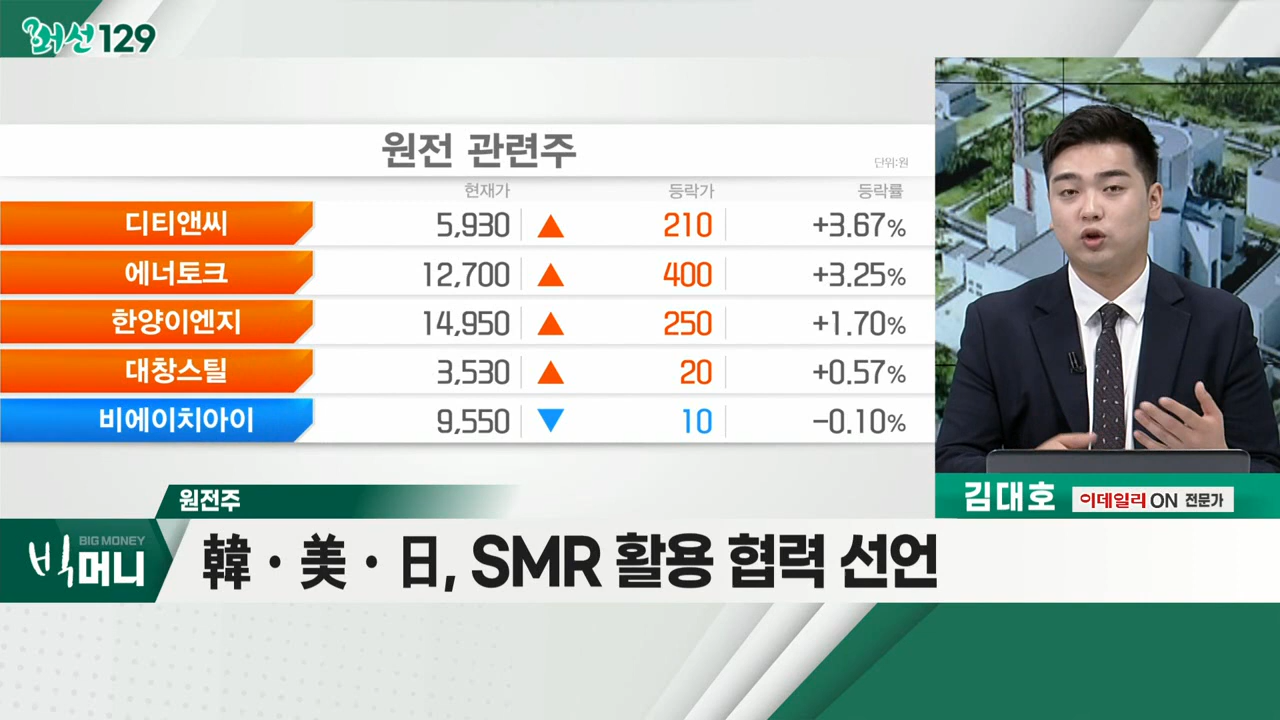 머선129
원전 관련주
단위:원
현재가 등락가 등락률
디티앤씨 5,930 ▲ 210 +3.67%
에너토크 12,700 ▲ 400 +3.25%
한양이엔지 14,950 ▲ 250 +1.70%
대창스틸 3,530 ▲ 20 +0.57%
비에이치아이 9,550 ▼ 10 -0.10%
김대호 이데일리 ON 전문가
원전주
BIG MONEY
빅머니
韓·美·日, SMR 활용 협력 선언